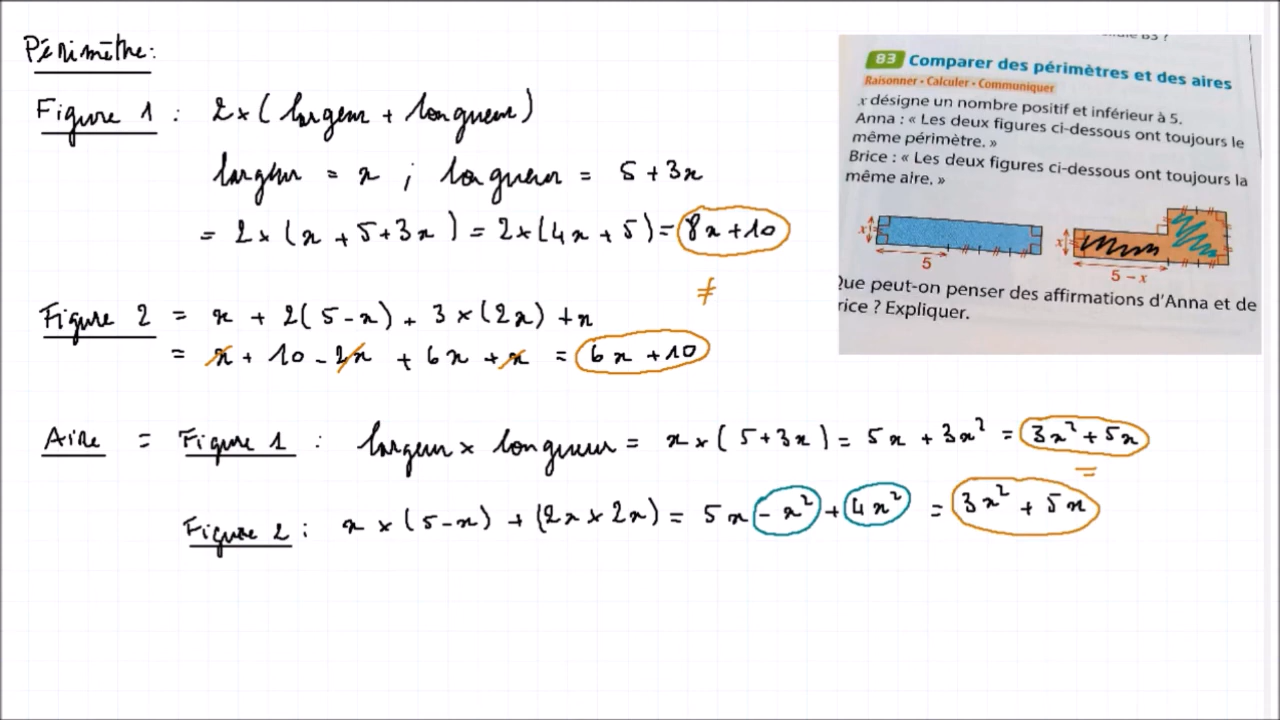 Périmètre:
Figure 1 : 2 × ( largeur + longueur )
largeur = x ; longueur = 5 + 3x
= 2 × ( x + 5 + 3x ) = 2 × ( 4x + 5 ) = 8x + 10
≠
Figure 2 = x + 2( 5 - x ) + 3 × ( 2x ) + x
= x + 10 - 2x + 6x + x = 6x + 10
Aire = Figure 1 : largeur × longueur = x × ( 5 + 3x ) = 5x + 3x² = 3x² + 5x
=
Figure 2 : x × ( 5 - x ) + ( 2x × 2x ) = 5x - x² + 4x² = 3x² + 5x
83 Comparer des périmètres et des aires
Raisonner • Calculer • Communiquer
x désigne un nombre positif et inférieur à 5.
Anna : « Les deux figures ci-dessous ont toujours le
même périmètre. »
Brice : « Les deux figures ci-dessous ont toujours la
même aire. »
x x
5 5 – x
Que peut-on penser des affirmations d'Anna et de
rice ? Expliquer.